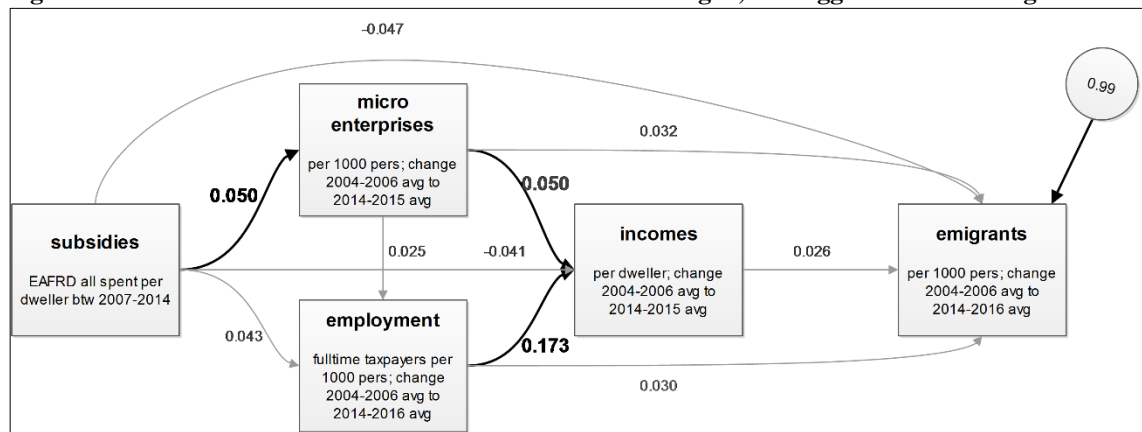 -0.047
0.99
micro
enterprises
per 1000 pers; change
2004-2006 avg to
2014-2015 avg
0.032
0.050
0.050
subsidies
EAFRD all spent per
dweller btw 2007-2014
0.025
-0.041
incomes
per dweller; change
2004-2006 avg to
2014-2015 avg
0.026
emigrants
per 1000 pers; change
2004-2006 avg to
2014-2016 avg
0.043
employment
fulltime taxpayers per
1000 pers; change
2004-2006 avg to
2014-2016 avg
0.173
0.030